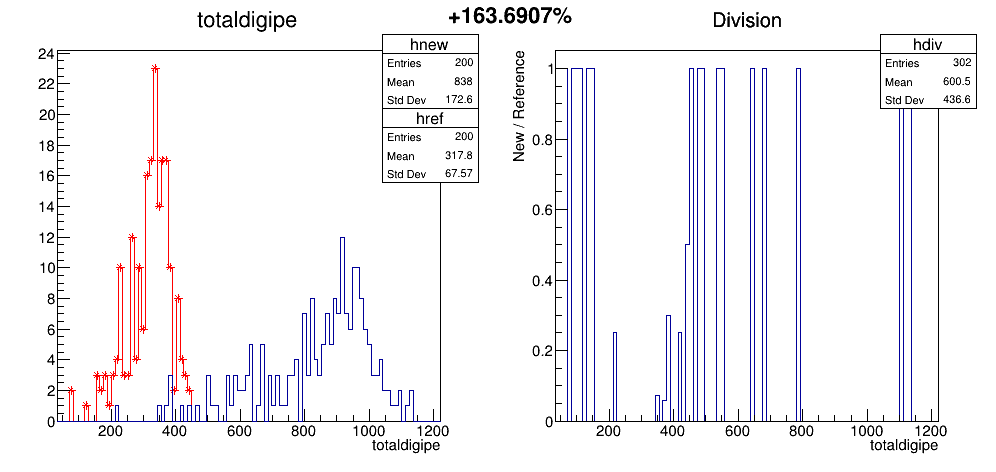 +163.6907%
totaldigipe
hnew
Entries 200
Mean 838
Std Dev 172.6
href
Entries 200
Mean 317.8
Std Dev 67.57
24
22
20
18
16
14
12
10
8
6
4
2
0
200 400 600 800 1000 1200
totaldigipe
Division
hdiv
Entries 302
Mean 600.5
Std Dev 436.6
New / Reference
1
0.8
0.6
0.4
0.2
0
200 400 600 800 1000 1200
totaldigipe